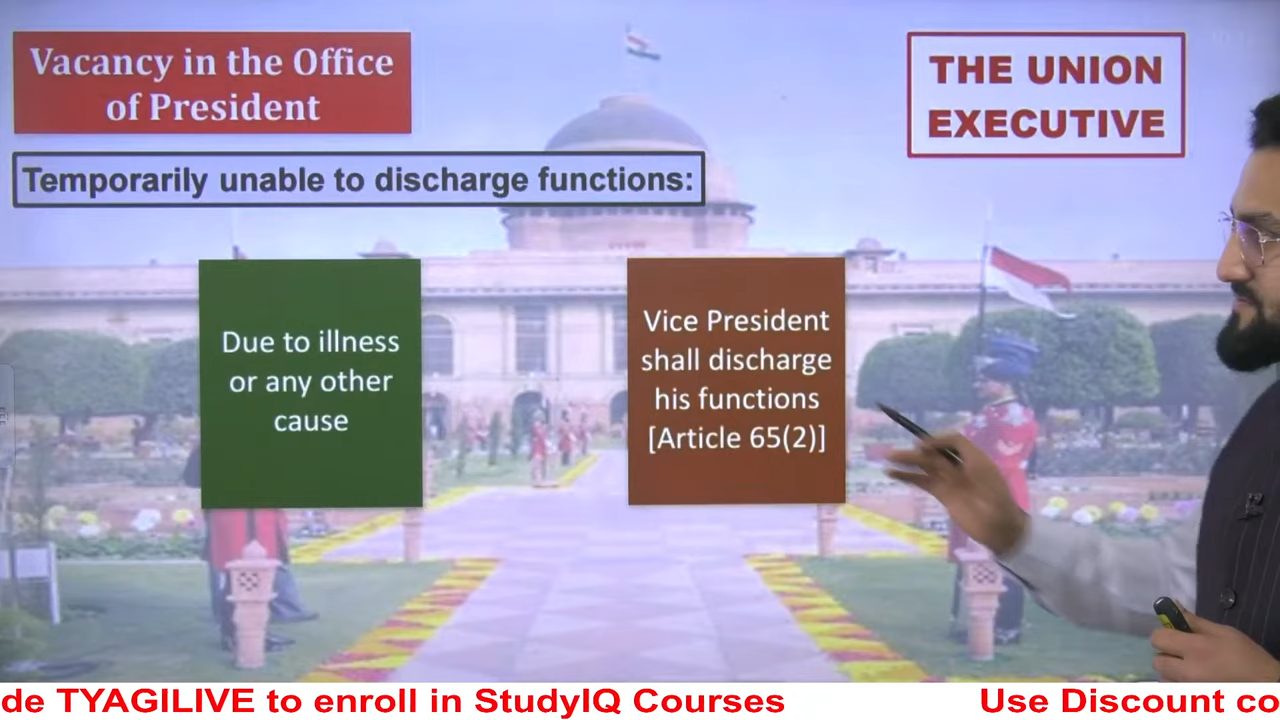 Vacancy in the Office
of President
THE UNION
EXECUTIVE
Temporarily unable to discharge functions:
Due to illness
or any other
cause
Vice President
shall discharge
his functions
[Article 65(2)]
de TYAGILIVE to enroll in StudyIQ Courses
Use Discount co